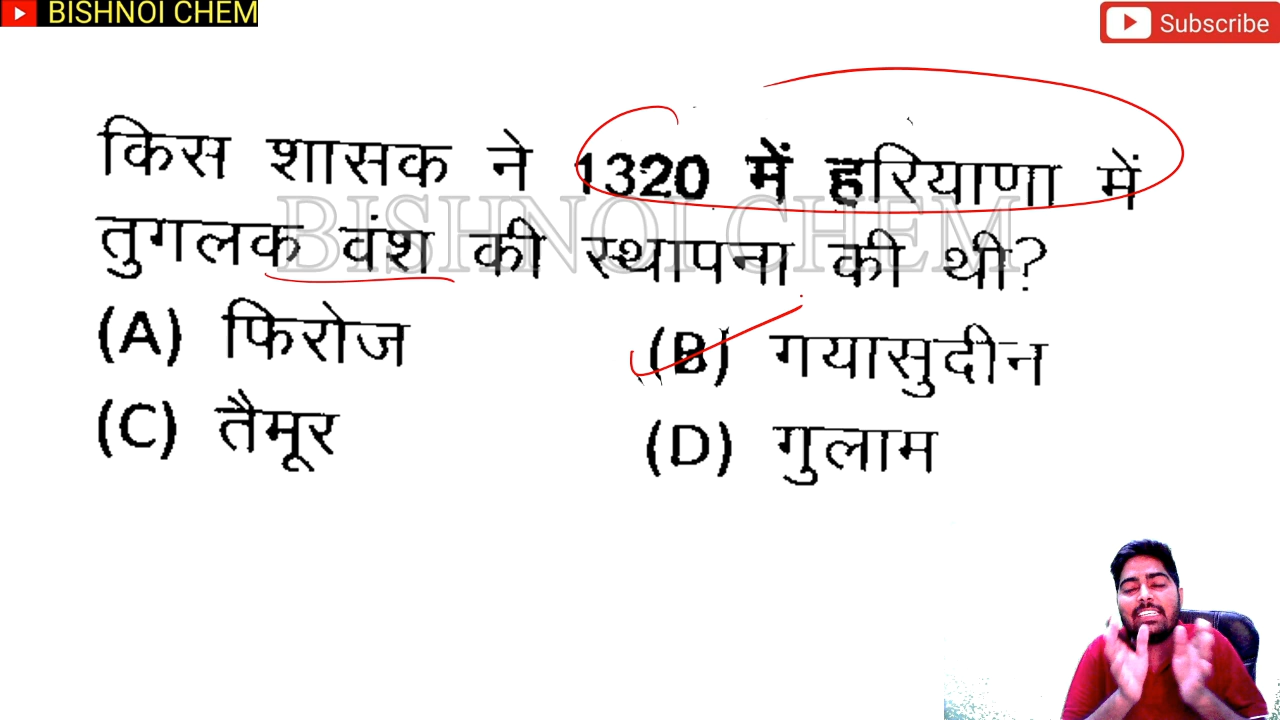 BISHNOI CHEM
Subscribe
किस शासक ने 1320 में हरियाणा में
तुगलक वंश की स्थापना की थी?
BISHNOI CHEM
(A) फिरोज (B) गयासुदीन
(C) तैमूर (D) गुलाम